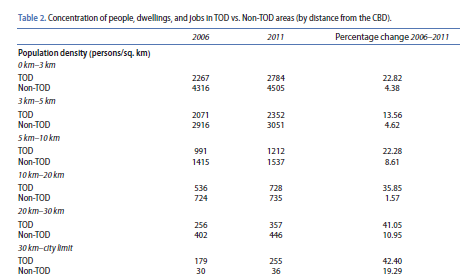 Table 2. Concentration of people, dwellings, and jobs in TOD vs. Non-TOD areas (by distance from the CBD).
2006 2011 Percentage change 2006–2011
Population density (persons/sq. km)
0 km–3 km
TOD 2267 2784 22.82
Non-TOD 4316 4505 4.38
3 km–5 km
TOD 2071 2352 13.56
Non-TOD 2916 3051 4.62
5 km–10 km
TOD 991 1212 22.28
Non-TOD 1415 1537 8.61
10 km–20 km
TOD 536 728 35.85
Non-TOD 724 735 1.57
20 km–30 km
TOD 256 357 41.05
Non-TOD 402 446 10.95
30 km–city limit
TOD 179 255 42.40
Non-TOD 30 36 19.29